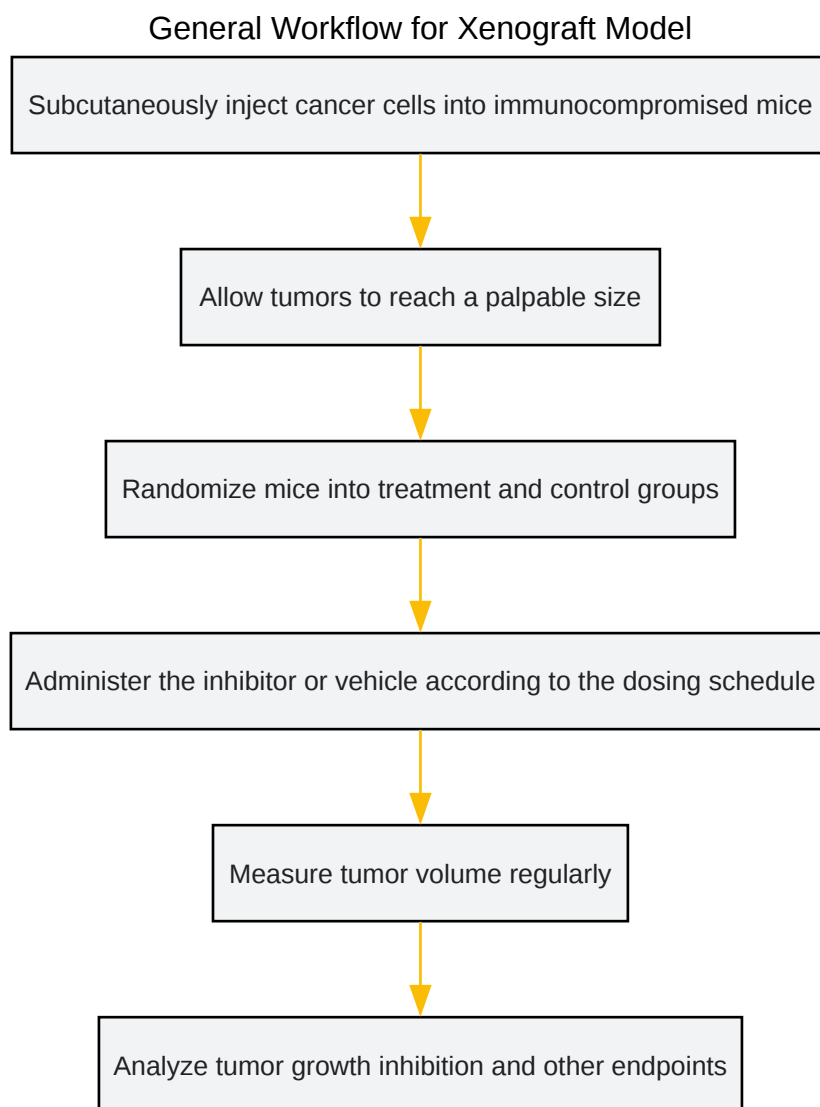 General Workflow for Xenograft Model
Subcutaneously inject cancer cells into immunocompromised mice
Allow tumors to reach a palpable size
Randomize mice into treatment and control groups
Administer the inhibitor or vehicle according to the dosing schedule
Measure tumor volume regularly
Analyze tumor growth inhibition and other endpoints